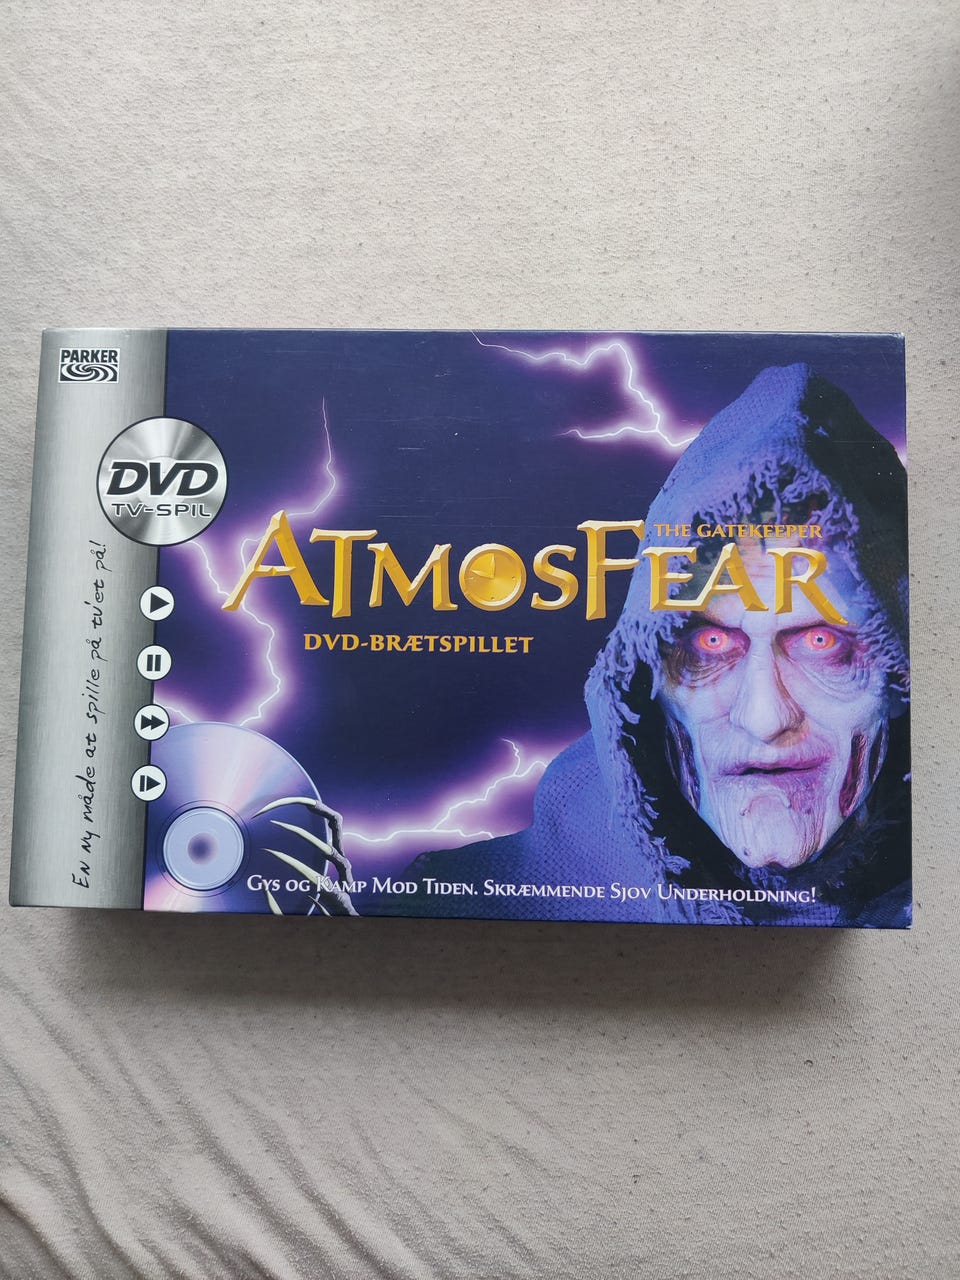 PARKER
DVD
TV-SPIL
En ny måde at spille på tv'et på!
THE GATEKEEPER
ATMOSFEAR
DVD-BRÆTSPILLET
GYS OG KAMP MOD TIDEN. SKRÆMMENDE SJOV UNDERHOLDNING!